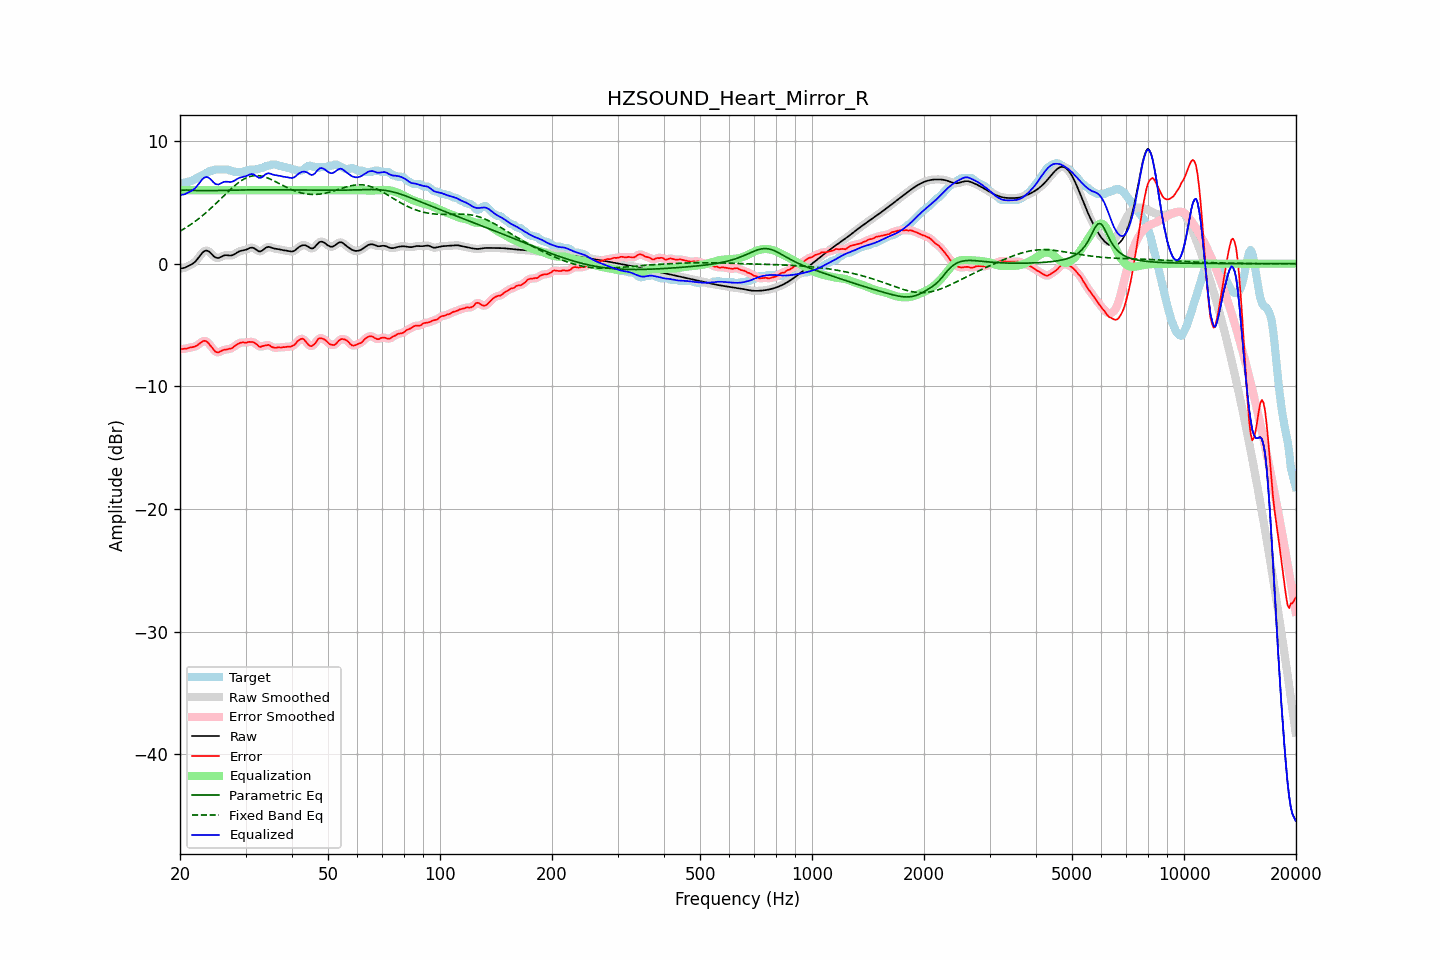 HZSOUND_Heart_Mirror_R
Amplitude (dBr)
10
0
−10
−20
−30
−40
Target
Raw Smoothed
Error Smoothed
Raw
Error
Equalization
Parametric Eq
Fixed Band Eq
Equalized
20 50 100 200 500 1000 2000 5000 10000 20000
Frequency (Hz)